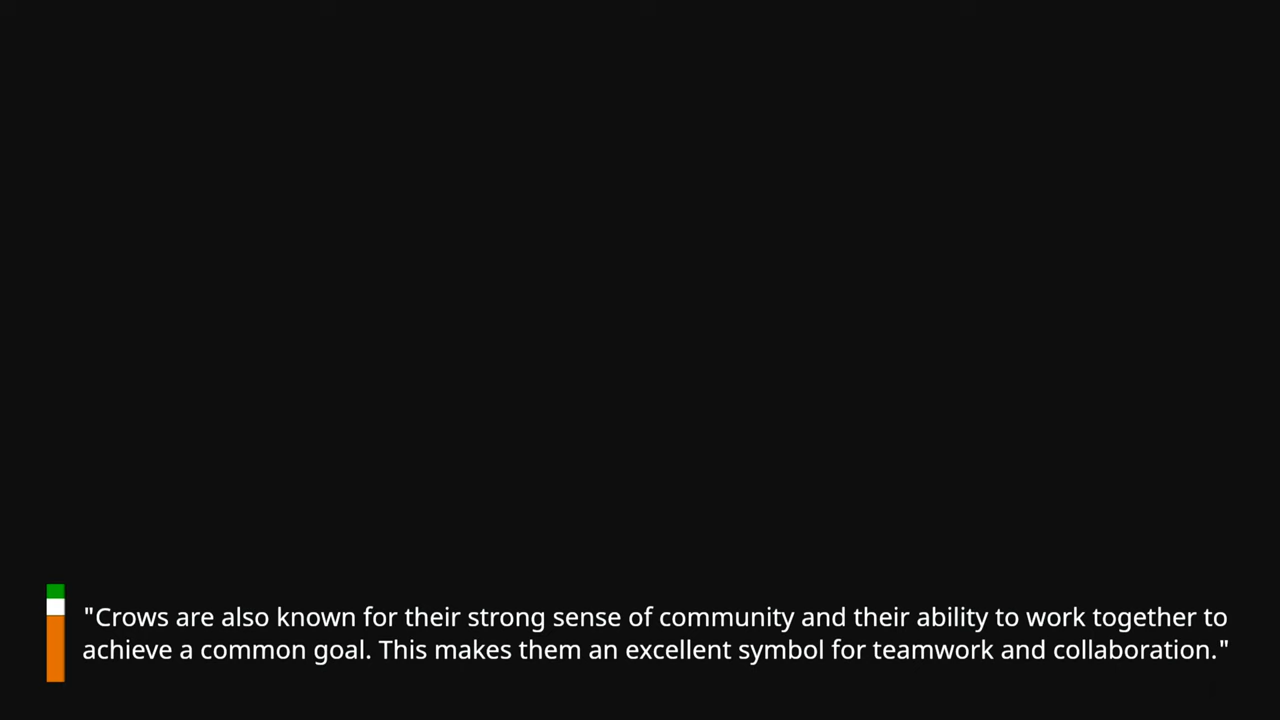 "Crows are also known for their strong sense of community and their ability to work together to
achieve a common goal. This makes them an excellent symbol for teamwork and collaboration."